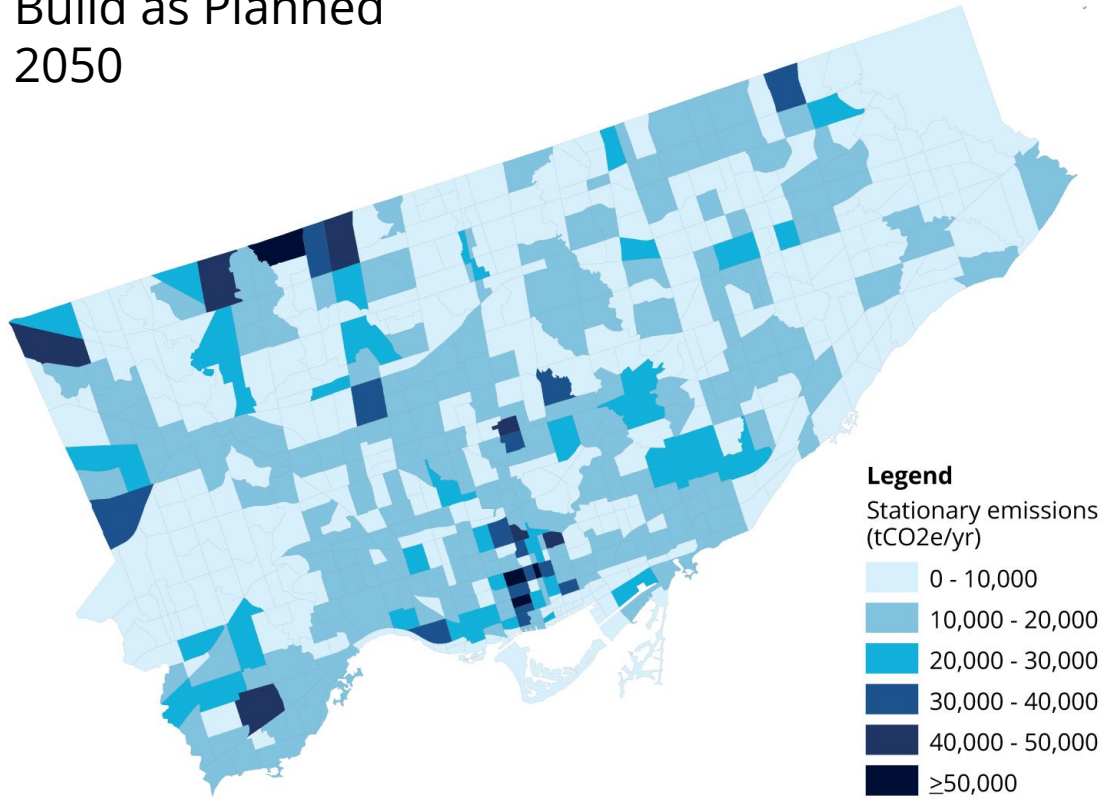 Build as Planned
2050
Legend
Stationary emissions
(tCO2e/yr)
0 - 10,000
10,000 - 20,000
20,000 - 30,000
30,000 - 40,000
40,000 - 50,000
≥50,000